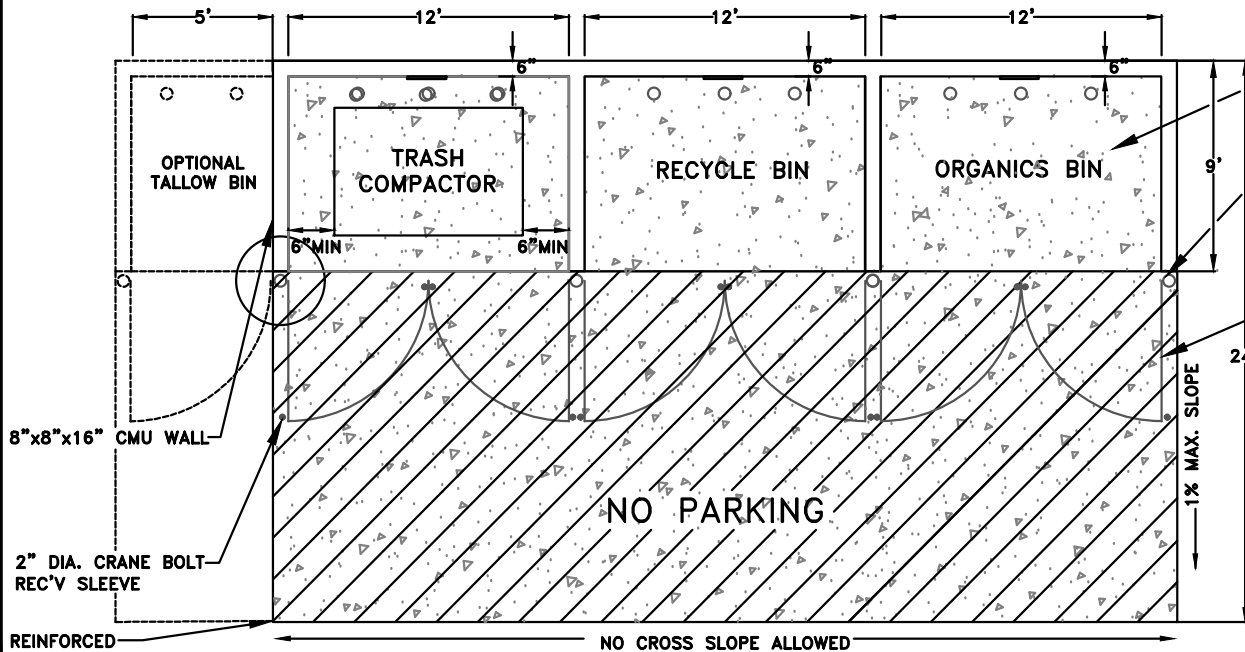 5'
12'
12'
12'
6"
6"
6"
OPTIONAL
TALLOW BIN
TRASH
COMPACTOR
RECYCLE BIN
ORGANICS BIN
9'
6"MIN
6"MIN
24
1% MAX. SLOPE
8"x8"x16" CMU WALL
NO PARKING
2" DIA. CRANE BOLT
REC'V SLEEVE
REINFORCED
NO CROSS SLOPE ALLOWED